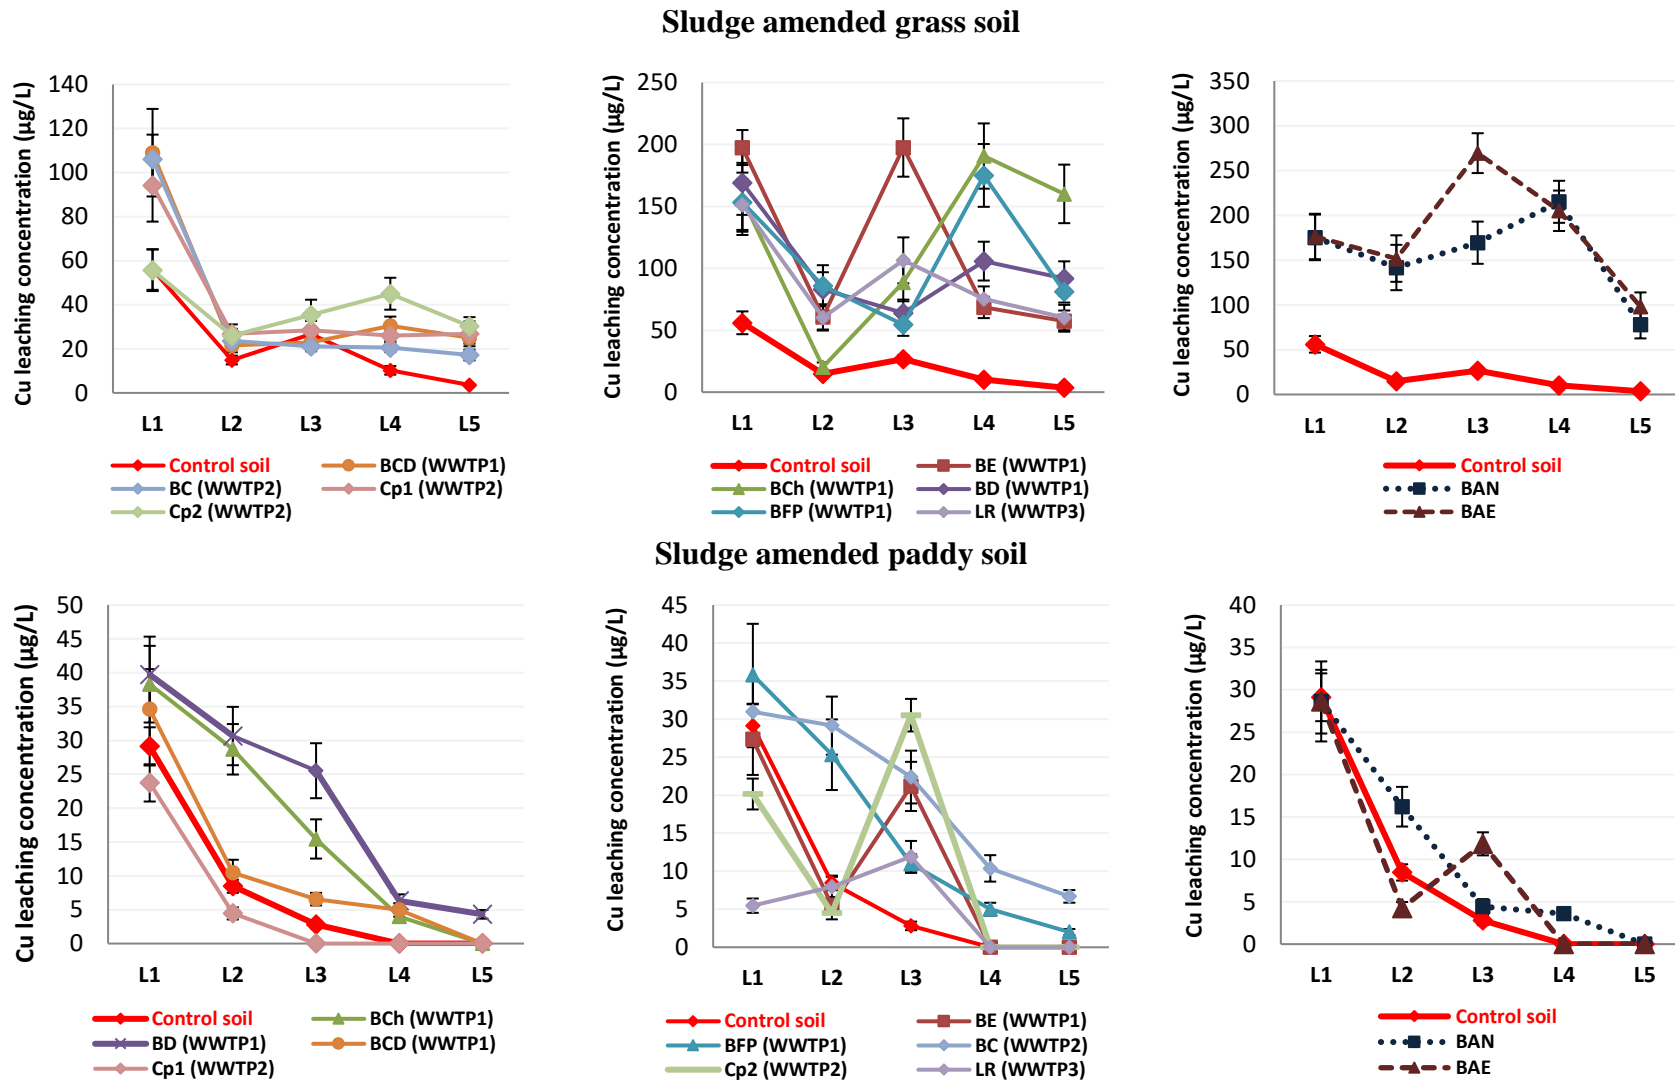 Sludge amended grass soil
Cu leaching concentration (µg/L)
140
120
100
80
60
40
20
0
L1 L2 L3 L4 L5
Control soil BCD (WWTP1)
BC (WWTP2) Cp1 (WWTP2)
Cp2 (WWTP2)
Cu leaching concentration (µg/L)
250
200
150
100
50
0
L1 L2 L3 L4 L5
Control soil BE (WWTP1)
BCh (WWTP1) BD (WWTP1)
BFP (WWTP1) LR (WWTP3)
Cu leaching concentration (µg/L)
350
300
250
200
150
100
50
0
L1 L2 L3 L4 L5
Control soil
BAN
BAE
Sludge amended paddy soil
Cu leaching concentration (µg/L)
50
45
40
35
30
25
20
15
10
5
0
L1 L2 L3 L4 L5
Control soil BCh (WWTP1)
BD (WWTP1) BCD (WWTP1)
Cp1 (WWTP2)
Cu leaching concentration (µg/L)
45
40
35
30
25
20
15
10
5
0
L1 L2 L3 L4 L5
Control soil BE (WWTP1)
BFP (WWTP1) BC (WWTP2)
Cp2 (WWTP2) LR (WWTP3)
Cu leaching concentration (µg/L)
40
35
30
25
20
15
10
5
0
L1 L2 L3 L4 L5
Control soil
BAN
BAE